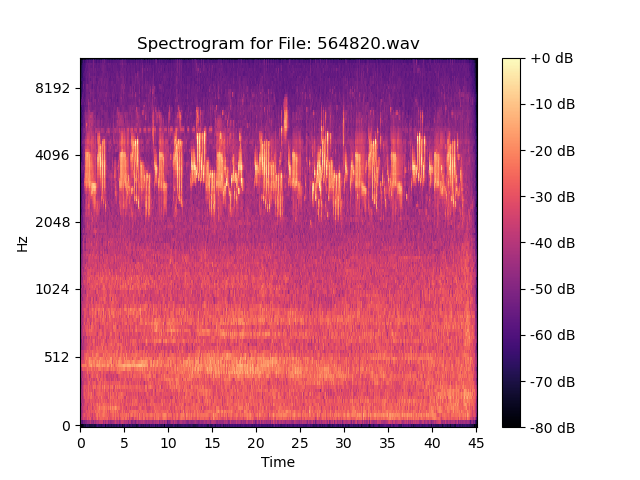 Spectrogram for File: 564820.wav
+0 dB
8192
-10 dB
4096
-20 dB
-30 dB
2048
Hz
-40 dB
1024
-50 dB
-60 dB
512
-70 dB
0
-80 dB
0 5 10 15 20 25 30 35 40 45
Time